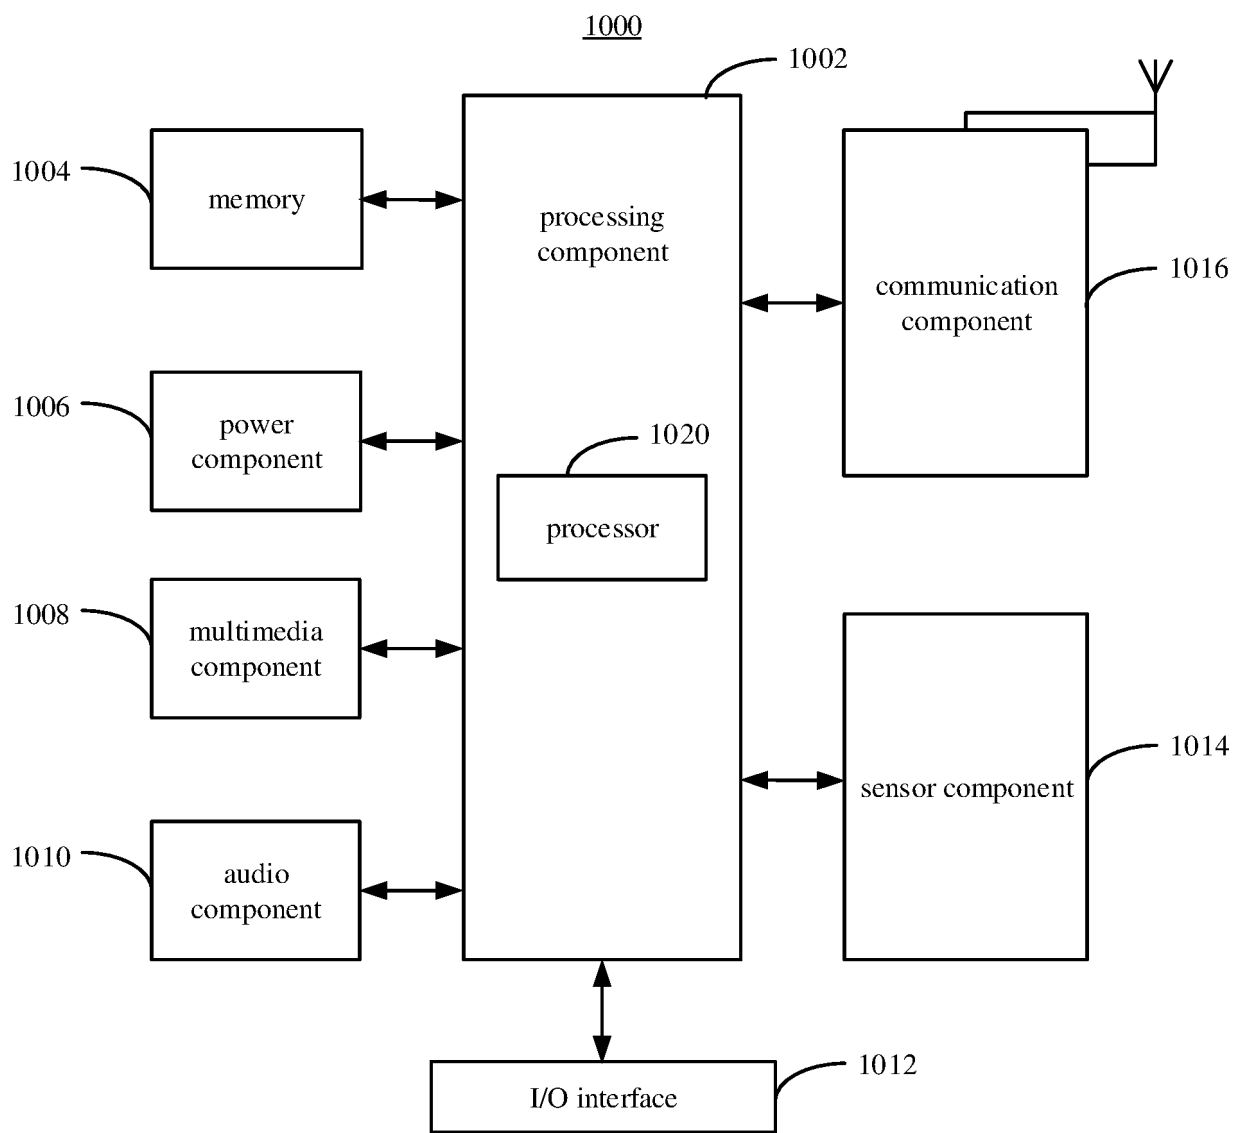 1000
1002
1004
memory
processing
component
communication
component
1016
1006
power
component
1020
processor
1008
multimedia
component
1014
sensor component
1010
audio
component
1012
I/O interface